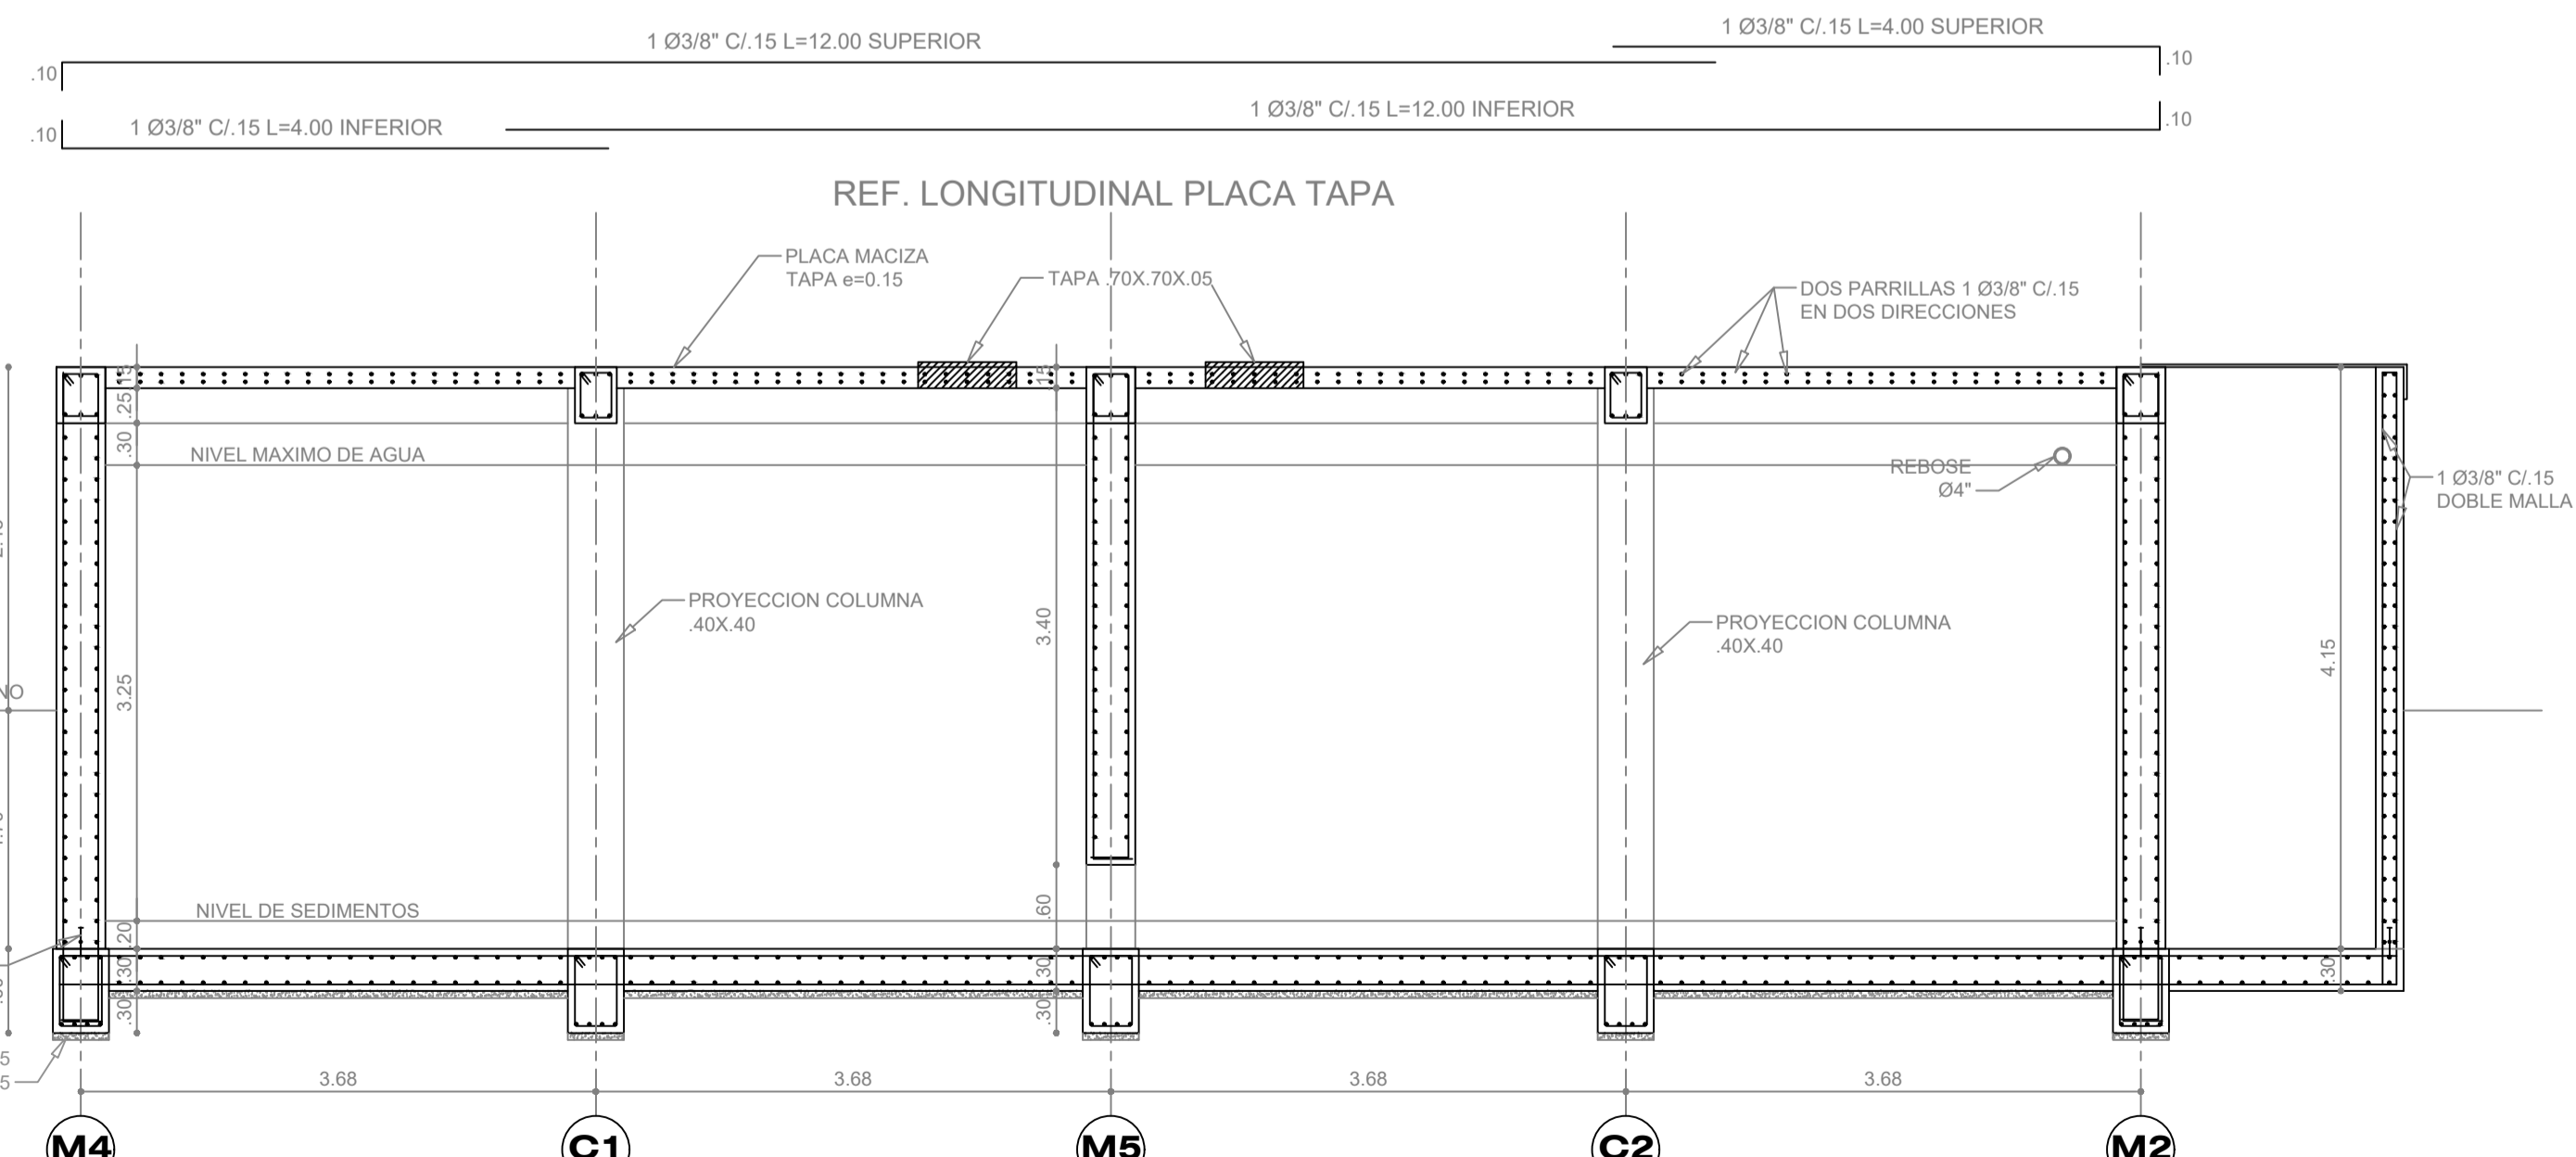 1 Ø3/8" C/.15 L=4.00 SUPERIOR
1 Ø3/8" C/.15 L=12.00 SUPERIOR
.10
.10
1 Ø3/8" C/.15 L=12.00 INFERIOR
1 Ø3/8" C/.15 L=4.00 INFERIOR
.10
.10
REF. LONGITUDINAL PLACA TAPA
PLACA MACIZA
TAPA e=0.15
TAPA .70X.70X.05
DOS PARRILLAS 1 Ø3/8" C/.15
EN DOS DIRECCIONES
.15
.15
.25
.30
NIVEL MAXIMO DE AGUA
REBOSE
Ø4"
1 Ø3/8" C/.15
DOBLE MALLA
PROYECCION COLUMNA
.40X.40
3.40
PROYECCION COLUMNA
.40X.40
4.15
3.25
NIVEL DE SEDIMENTOS
.60
.20
.30
.30
.30
.30
.30
3.68
3.68
3.68
3.68
M4
C1
M5
C2
M2